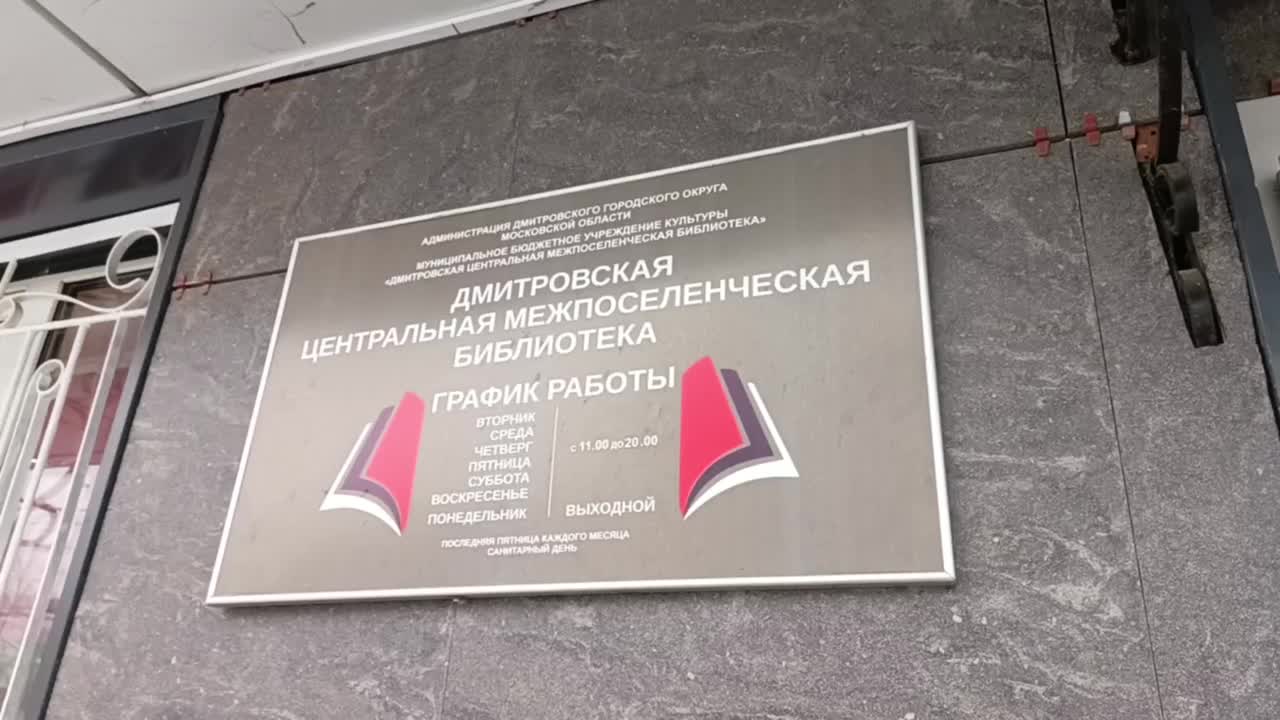 АДМИНИСТРАЦИЯ ДМИТРОВСКОГО ГОРОДСКОГО ОКРУГА
МОСКОВСКОЙ ОБЛАСТИ
МУНИЦИПАЛЬНОЕ БЮДЖЕТНОЕ УЧРЕЖДЕНИЕ КУЛЬТУРЫ
«ДМИТРОВСКАЯ ЦЕНТРАЛЬНАЯ МЕЖПОСЕЛЕНЧЕСКАЯ БИБЛИОТЕКА»
ДМИТРОВСКАЯ
ЦЕНТРАЛЬНАЯ МЕЖПОСЕЛЕНЧЕСКАЯ
БИБЛИОТЕКА
ГРАФИК РАБОТЫ
ВТОРНИК
СРЕДА
ЧЕТВЕРГ
ПЯТНИЦА
СУББОТА
ВОСКРЕСЕНЬЕ
с 11.00 до 20.00
ПОНЕДЕЛЬНИК ВЫХОДНОЙ
ПОСЛЕДНЯЯ ПЯТНИЦА КАЖДОГО МЕСЯЦА
САНИТАРНЫЙ ДЕНЬ